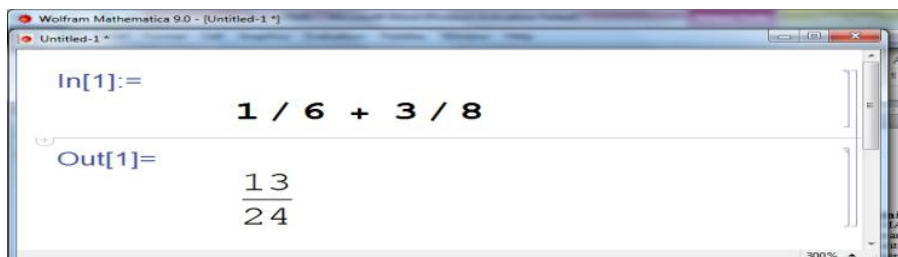 Wolfram Mathematica 9.0 - [Untitled-1 *]
Untitled-1 *
In[1]:=
1 / 6 + 3 / 8
Out[1]=
13
24
300%